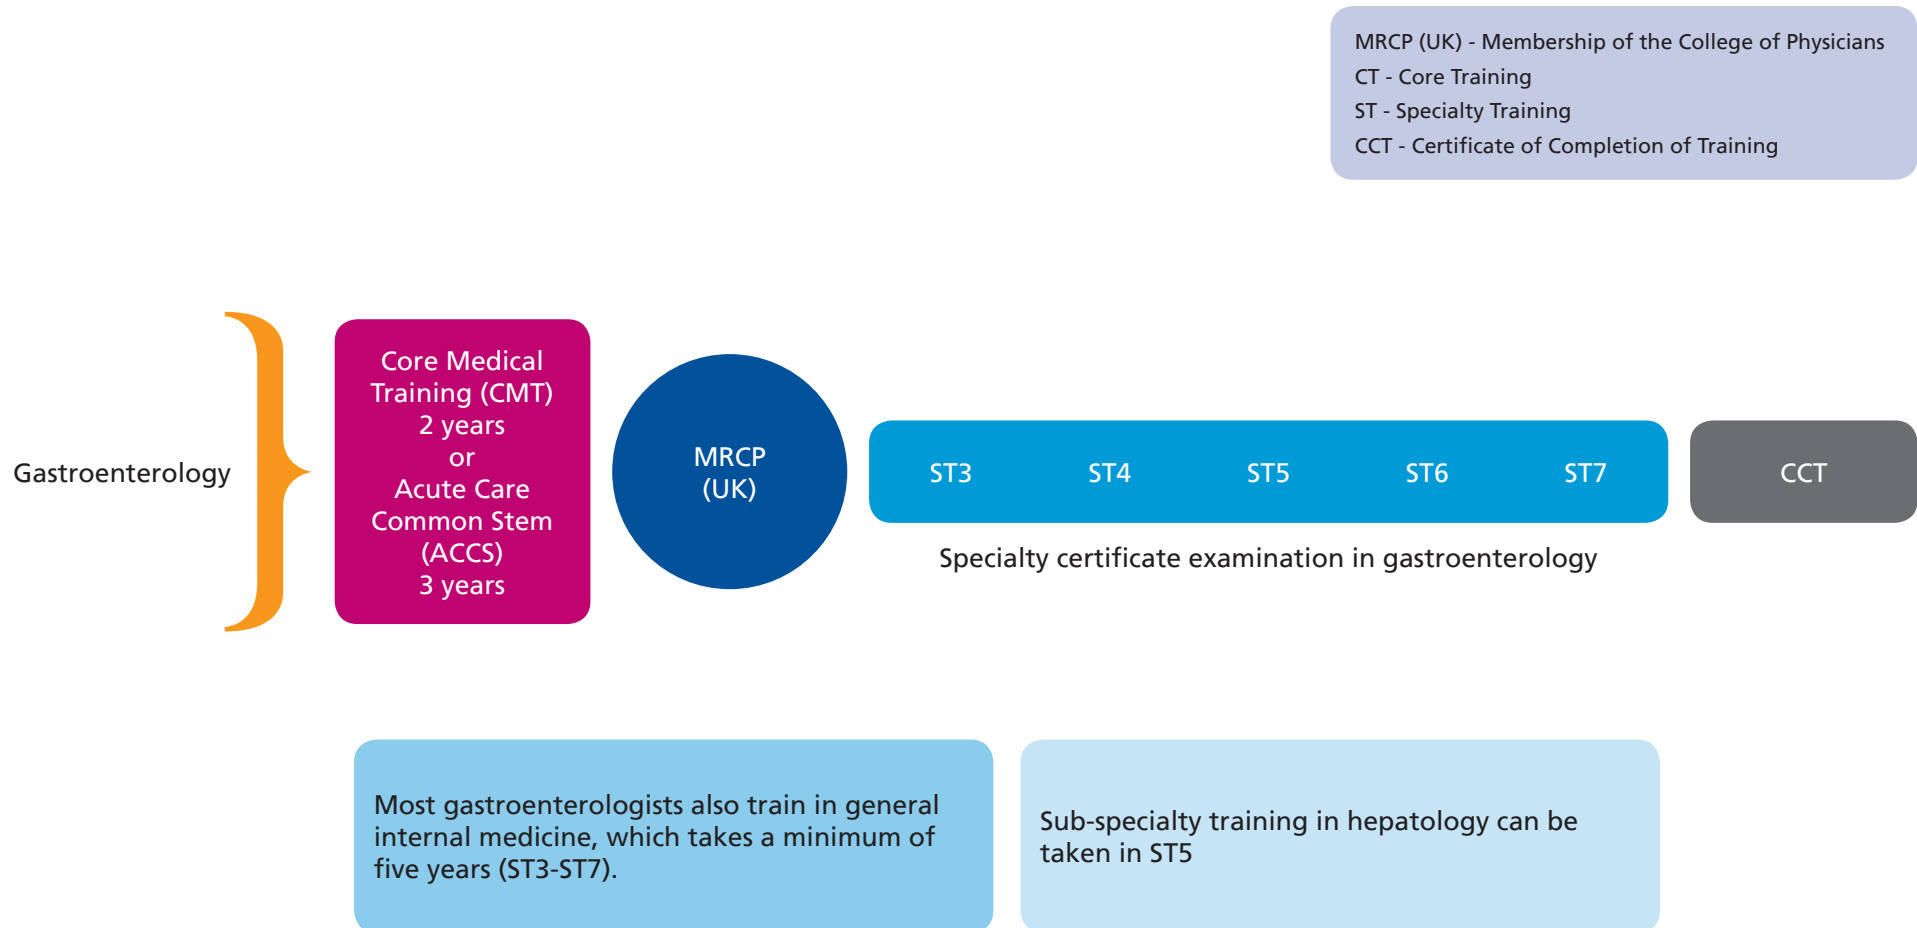 MRCP (UK) - Membership of the College of Physicians
CT - Core Training
ST - Specialty Training
CCT - Certificate of Completion of Training
Gastroenterology
Core Medical
Training (CMT)
2 years
or
Acute Care
Common Stem
(ACCS)
3 years
MRCP
(UK)
ST3 ST4 ST5 ST6 ST7
CCT
Specialty certificate examination in gastroenterology
Most gastroenterologists also train in general
internal medicine, which takes a minimum of
five years (ST3-ST7).
Sub-specialty training in hepatology can be
taken in ST5